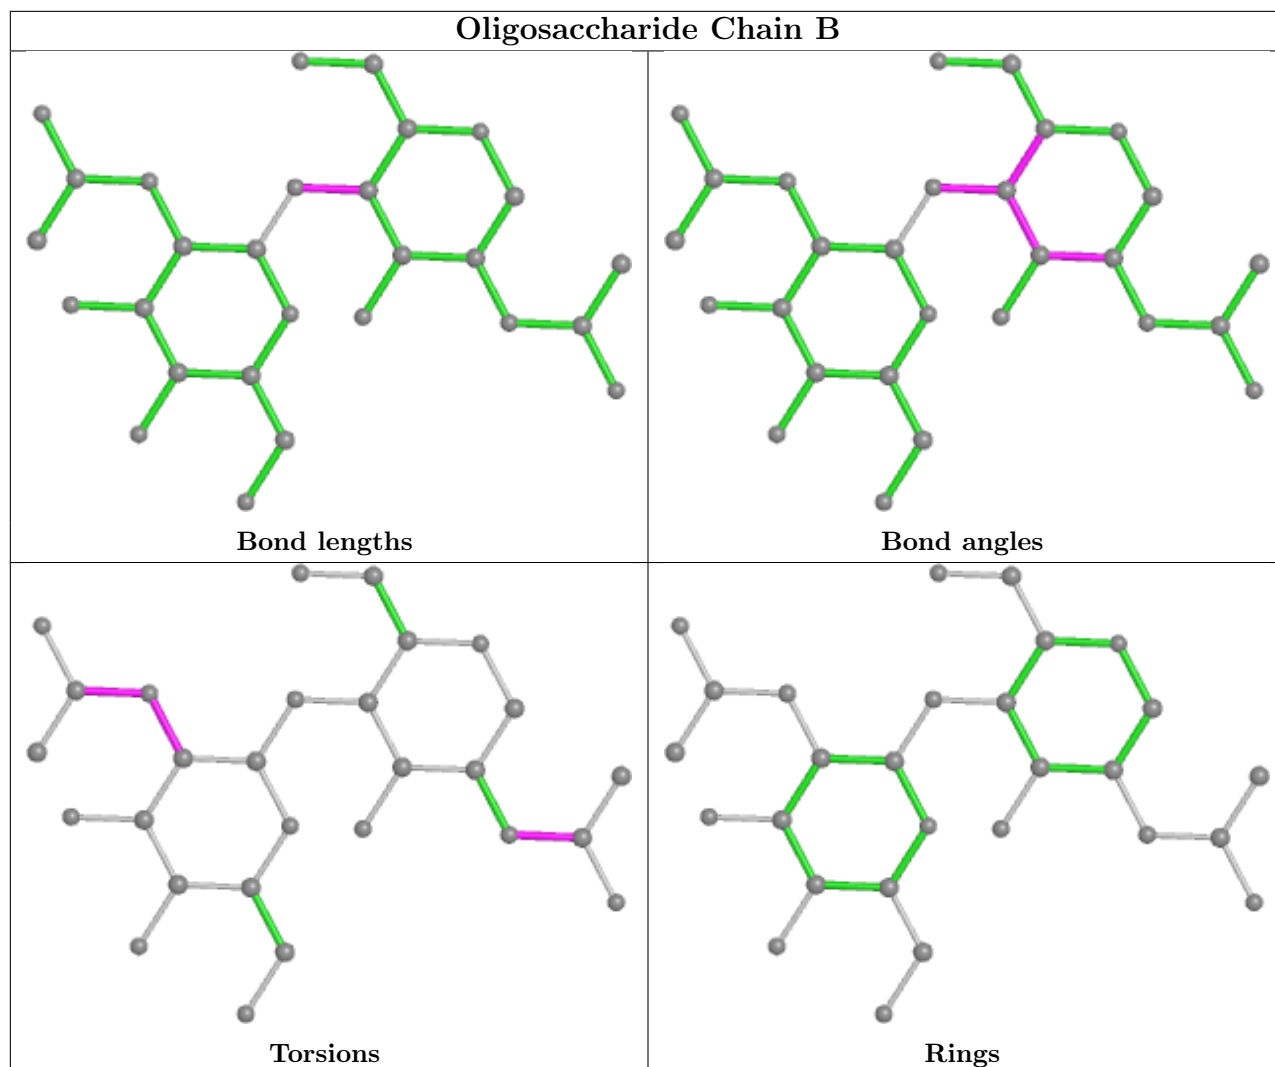 Oligosaccharide Chain B
Bond lengths
Bond angles
Torsions
Rings